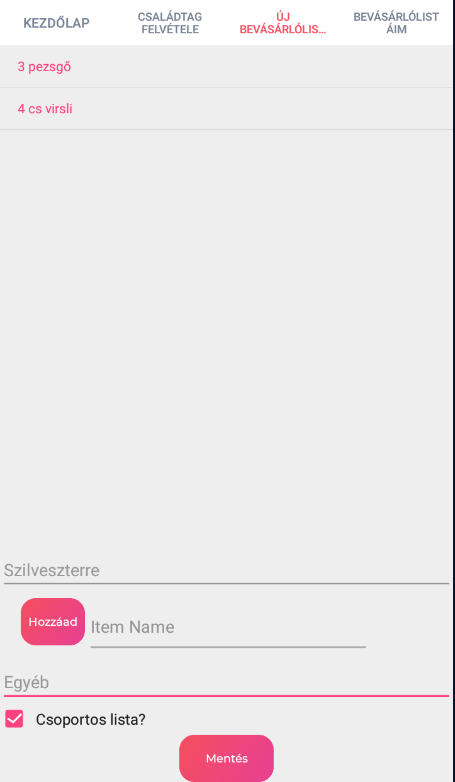 KEZDŐLAP
CSALÁDTAG
FELVÉTELE
ÚJ
BEVÁSÁRLÓLIS...
BEVÁSÁRLÓLIST
ÁIM
3 pezsgő
4 cs virsli
Szilveszterre
Hozzáad
Item Name
Egyéb
Csoportos lista?
Mentés